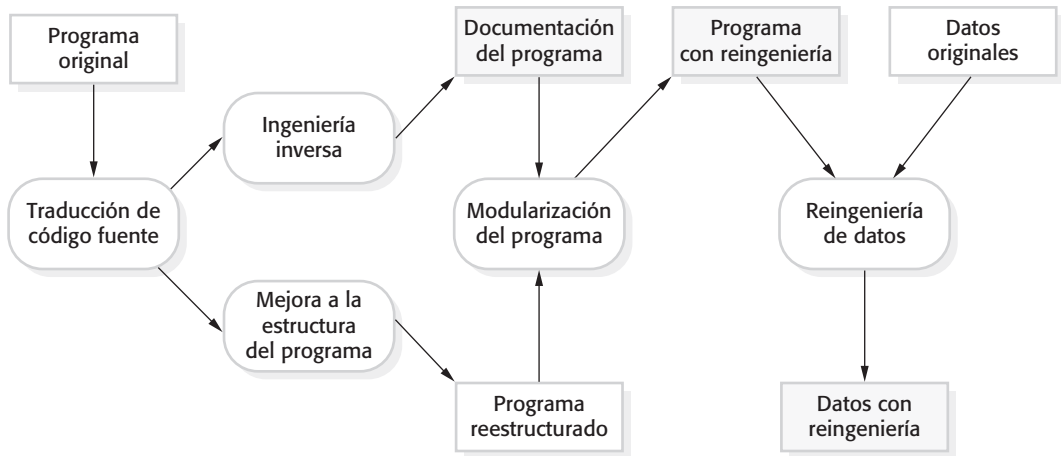 Programa
original
Documentación
del programa
Programa
con reingeniería
Datos
originales
Ingeniería
inversa
Traducción de
código fuente
Modularización
del programa
Reingeniería
de datos
Mejora a la
estructura
del programa
Programa
reestructurado
Datos con
reingeniería